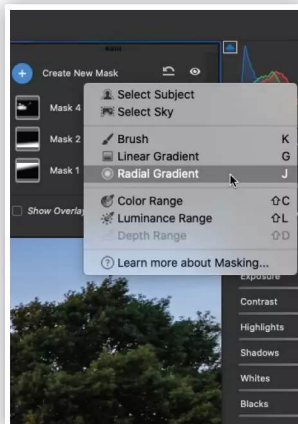 Create New Mask
Mask 4
Mask 2
Mask 1
Show Overlay
Select Subject
Select Sky
Brush K
Linear Gradient G
Radial Gradient J
Color Range ⇧C
Luminance Range ⇧L
Depth Range ⇧D
Learn more about Masking...
Exposure
Contrast
Highlights
Shadows
Whites
Blacks